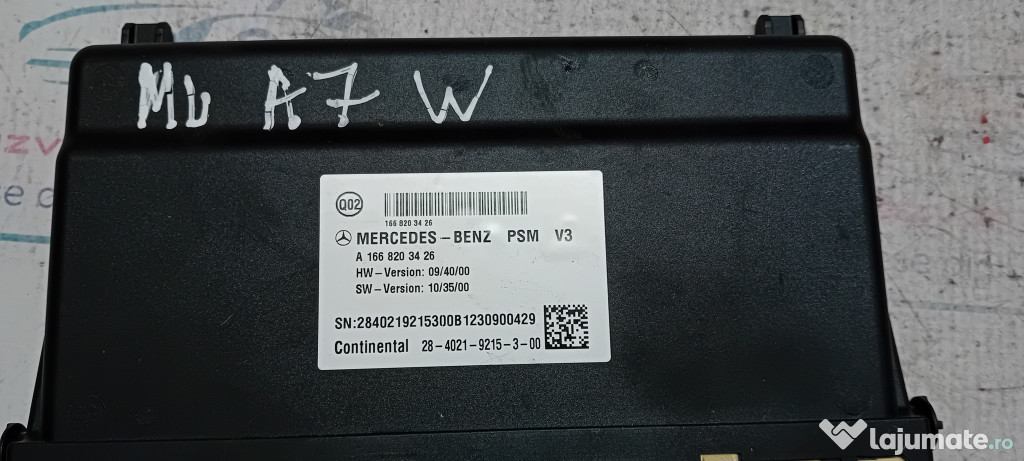 Mb A7 W
Q02
166 820 34 26
MERCEDES-BENZ PSM V3
A 166 820 34 26
HW-Version: 09/40/00
SW-Version: 10/35/00
SN:2840219215300B1230900429
Continental 28-4021-9215-3-00
lajumate.ro